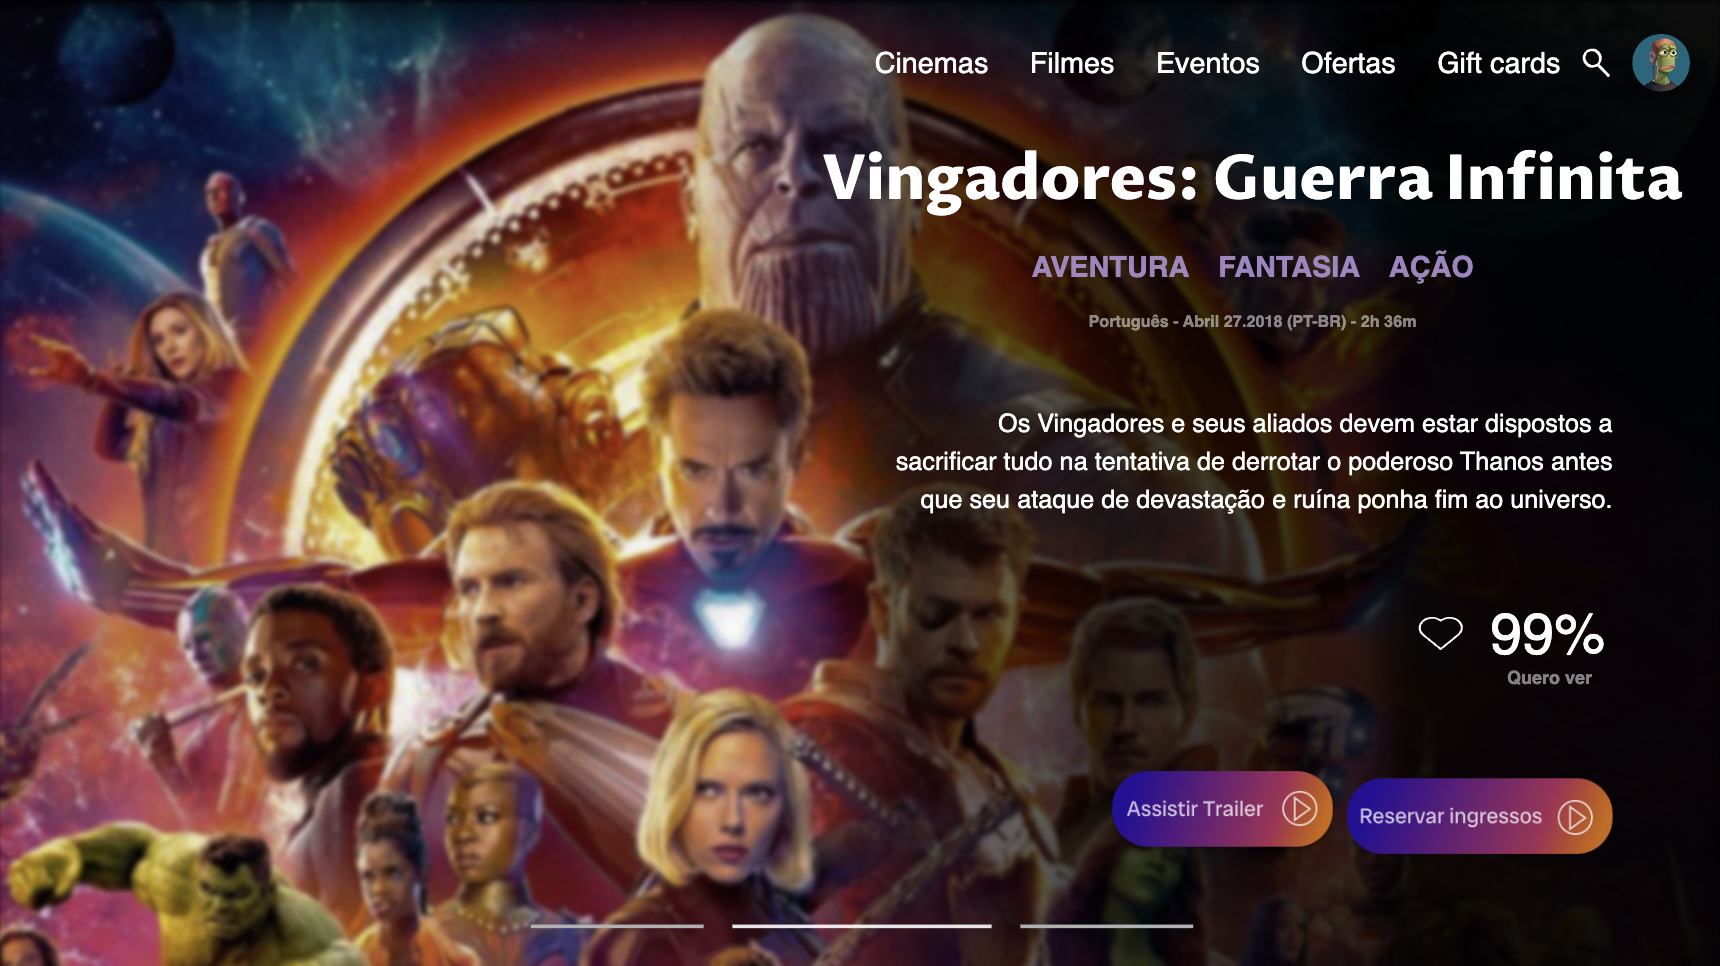 Cinemas Filmes Eventos Ofertas Gift cards
Vingadores: Guerra Infinita
AVENTURA FANTASIA AÇÃO
Português - Abril 27.2018 (PT-BR) - 2h 36m
Os Vingadores e seus aliados devem estar dispostos a
sacrificar tudo na tentativa de derrotar o poderoso Thanos antes
que seu ataque de devastação e ruína ponha fim ao universo.
99%
Quero ver
Assistir Trailer
Reservar ingressos